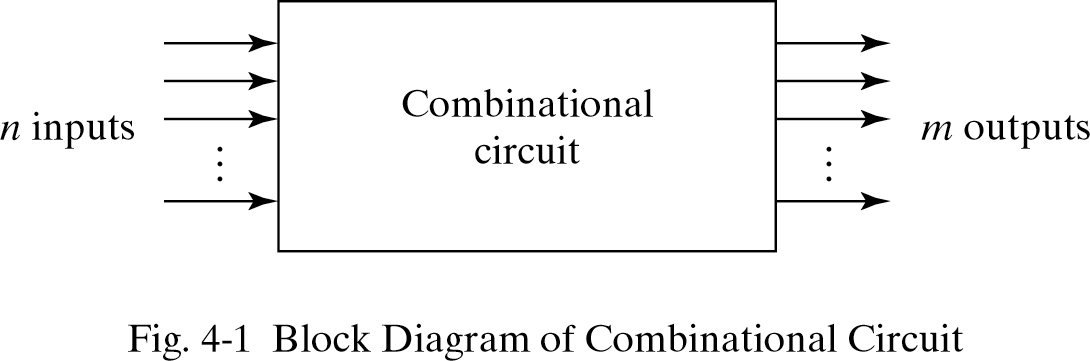 Combinational
circuit
n inputs
m outputs
Fig. 4-1 Block Diagram of Combinational Circuit